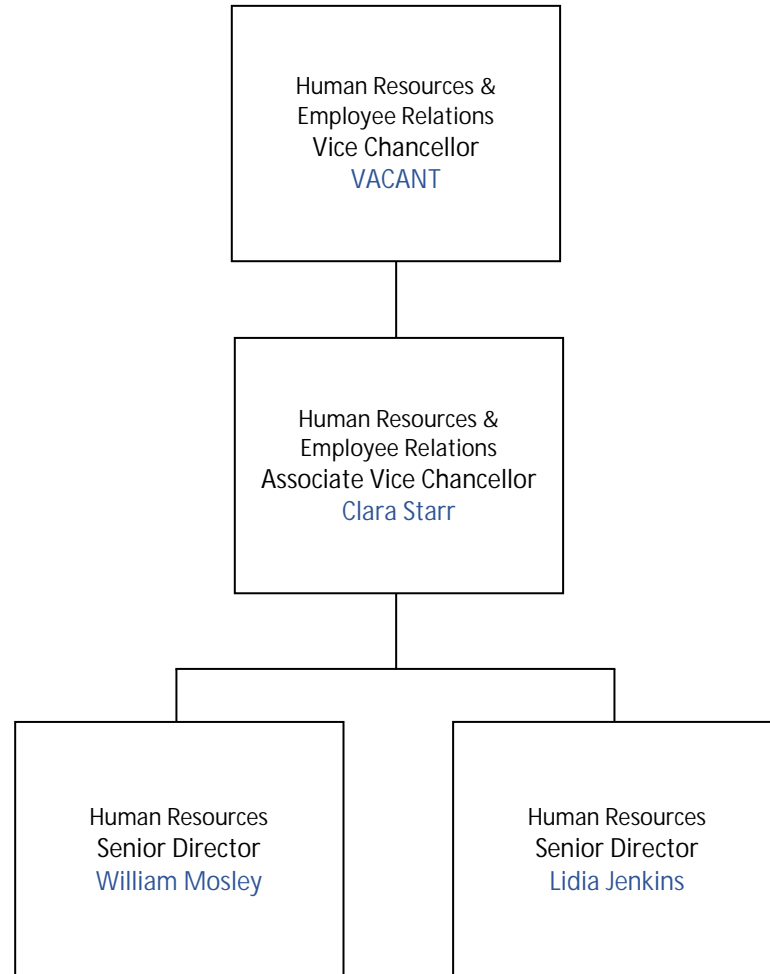 Human Resources &
Employee Relations
Vice Chancellor
VACANT
Human Resources &
Employee Relations
Associate Vice Chancellor
Clara Starr
Human Resources
Senior Director
William Mosley
Human Resources
Senior Director
Lidia Jenkins